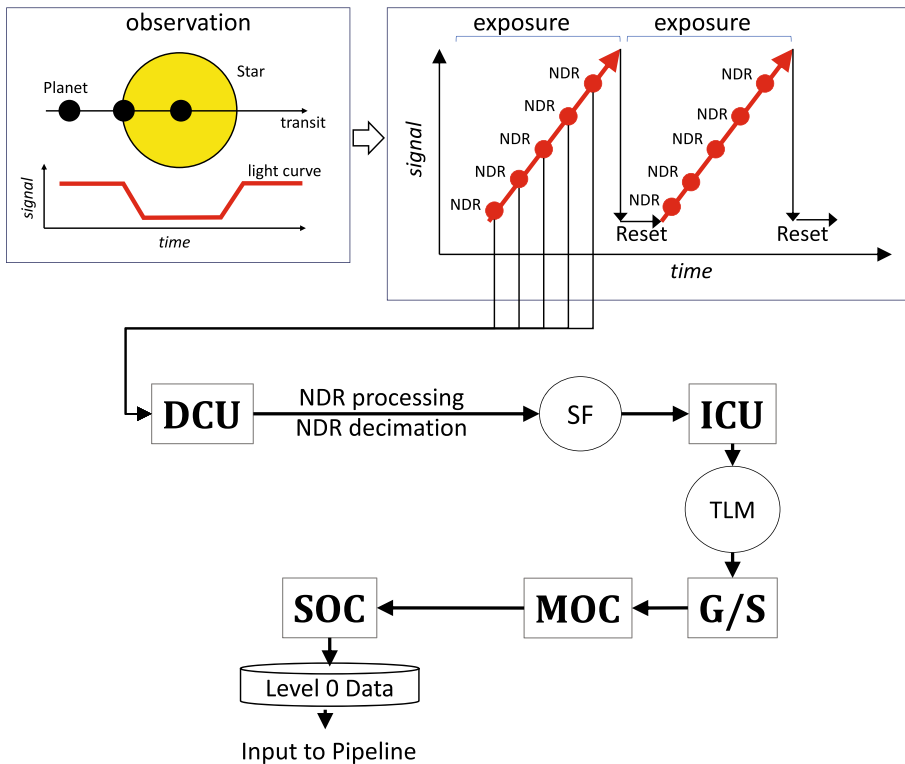 observation
Planet
Star
transit
light curve
signal
time
exposure
exposure
signal
NDR
NDR
NDR
NDR
NDR
NDR
NDR
NDR
NDR
NDR
Reset
Reset
time
DCU
NDR processing
NDR decimation
SF
ICU
TLM
SOC
MOC
G/S
Level 0 Data
Input to Pipeline